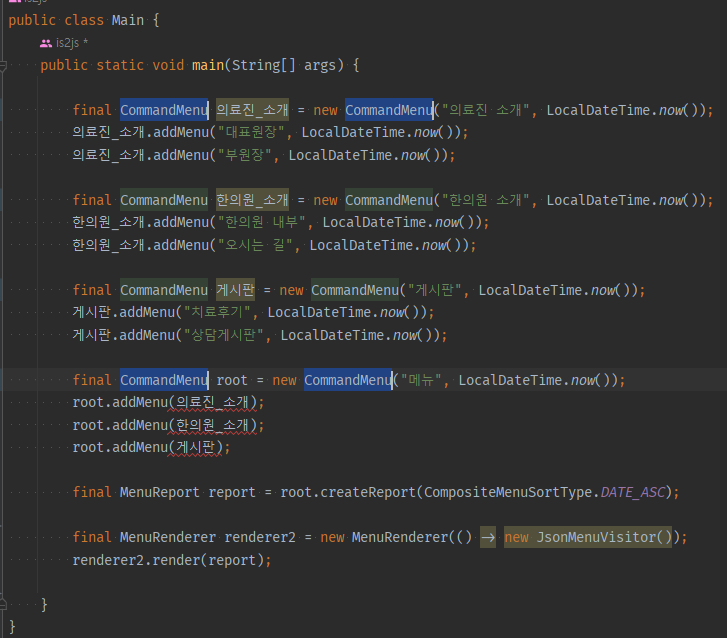 public class Main {
is2js *
public static void main(String[] args) {
final CommandMenu 의료진_소개 = new CommandMenu("의료진 소개", LocalDateTime.now());
의료진_소개.addMenu("대표원장", LocalDateTime.now());
의료진_소개.addMenu("부원장", LocalDateTime.now());
final CommandMenu 한의원_소개 = new CommandMenu("한의원 소개", LocalDateTime.now());
한의원_소개.addMenu("한의원 내부", LocalDateTime.now());
한의원_소개.addMenu("오시는 길", LocalDateTime.now());
final CommandMenu 게시판 = new CommandMenu("게시판", LocalDateTime.now());
게시판.addMenu("치료후기", LocalDateTime.now());
게시판.addMenu("상담게시판", LocalDateTime.now());
final CommandMenu root = new CommandMenu("메뉴", LocalDateTime.now());
root.addMenu(의료진_소개);
root.addMenu(한의원_소개);
root.addMenu(게시판);
final MenuReport report = root.createReport(CompositeMenuSortType.DATE_ASC);
final MenuRenderer renderer2 = new MenuRenderer(() → new JsonMenuVisitor());
renderer2.render(report);
}
}